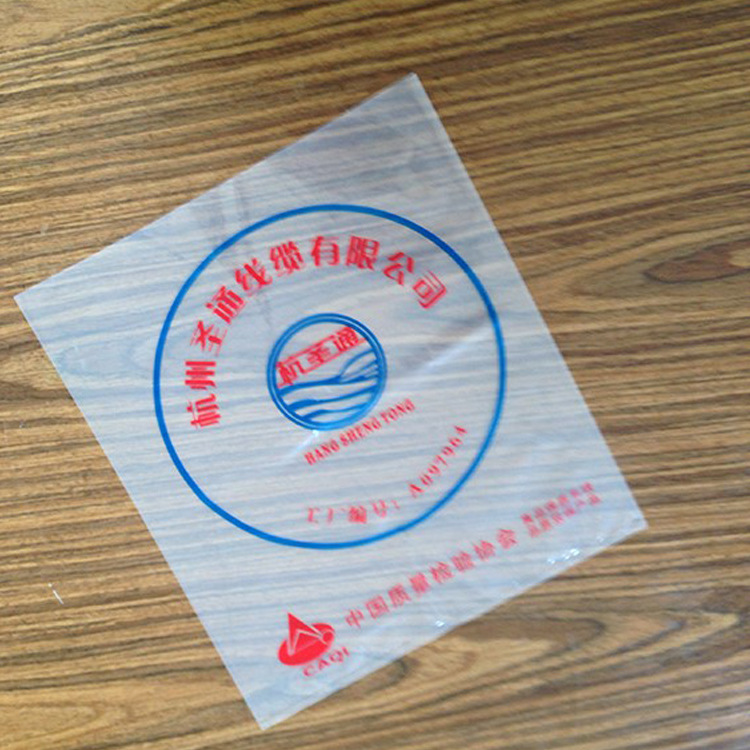 杭州圣通线缆有限公司
杭圣通
HANG SHENG TONG
工厂编号：A097964
中国质量检验协会
CAQI